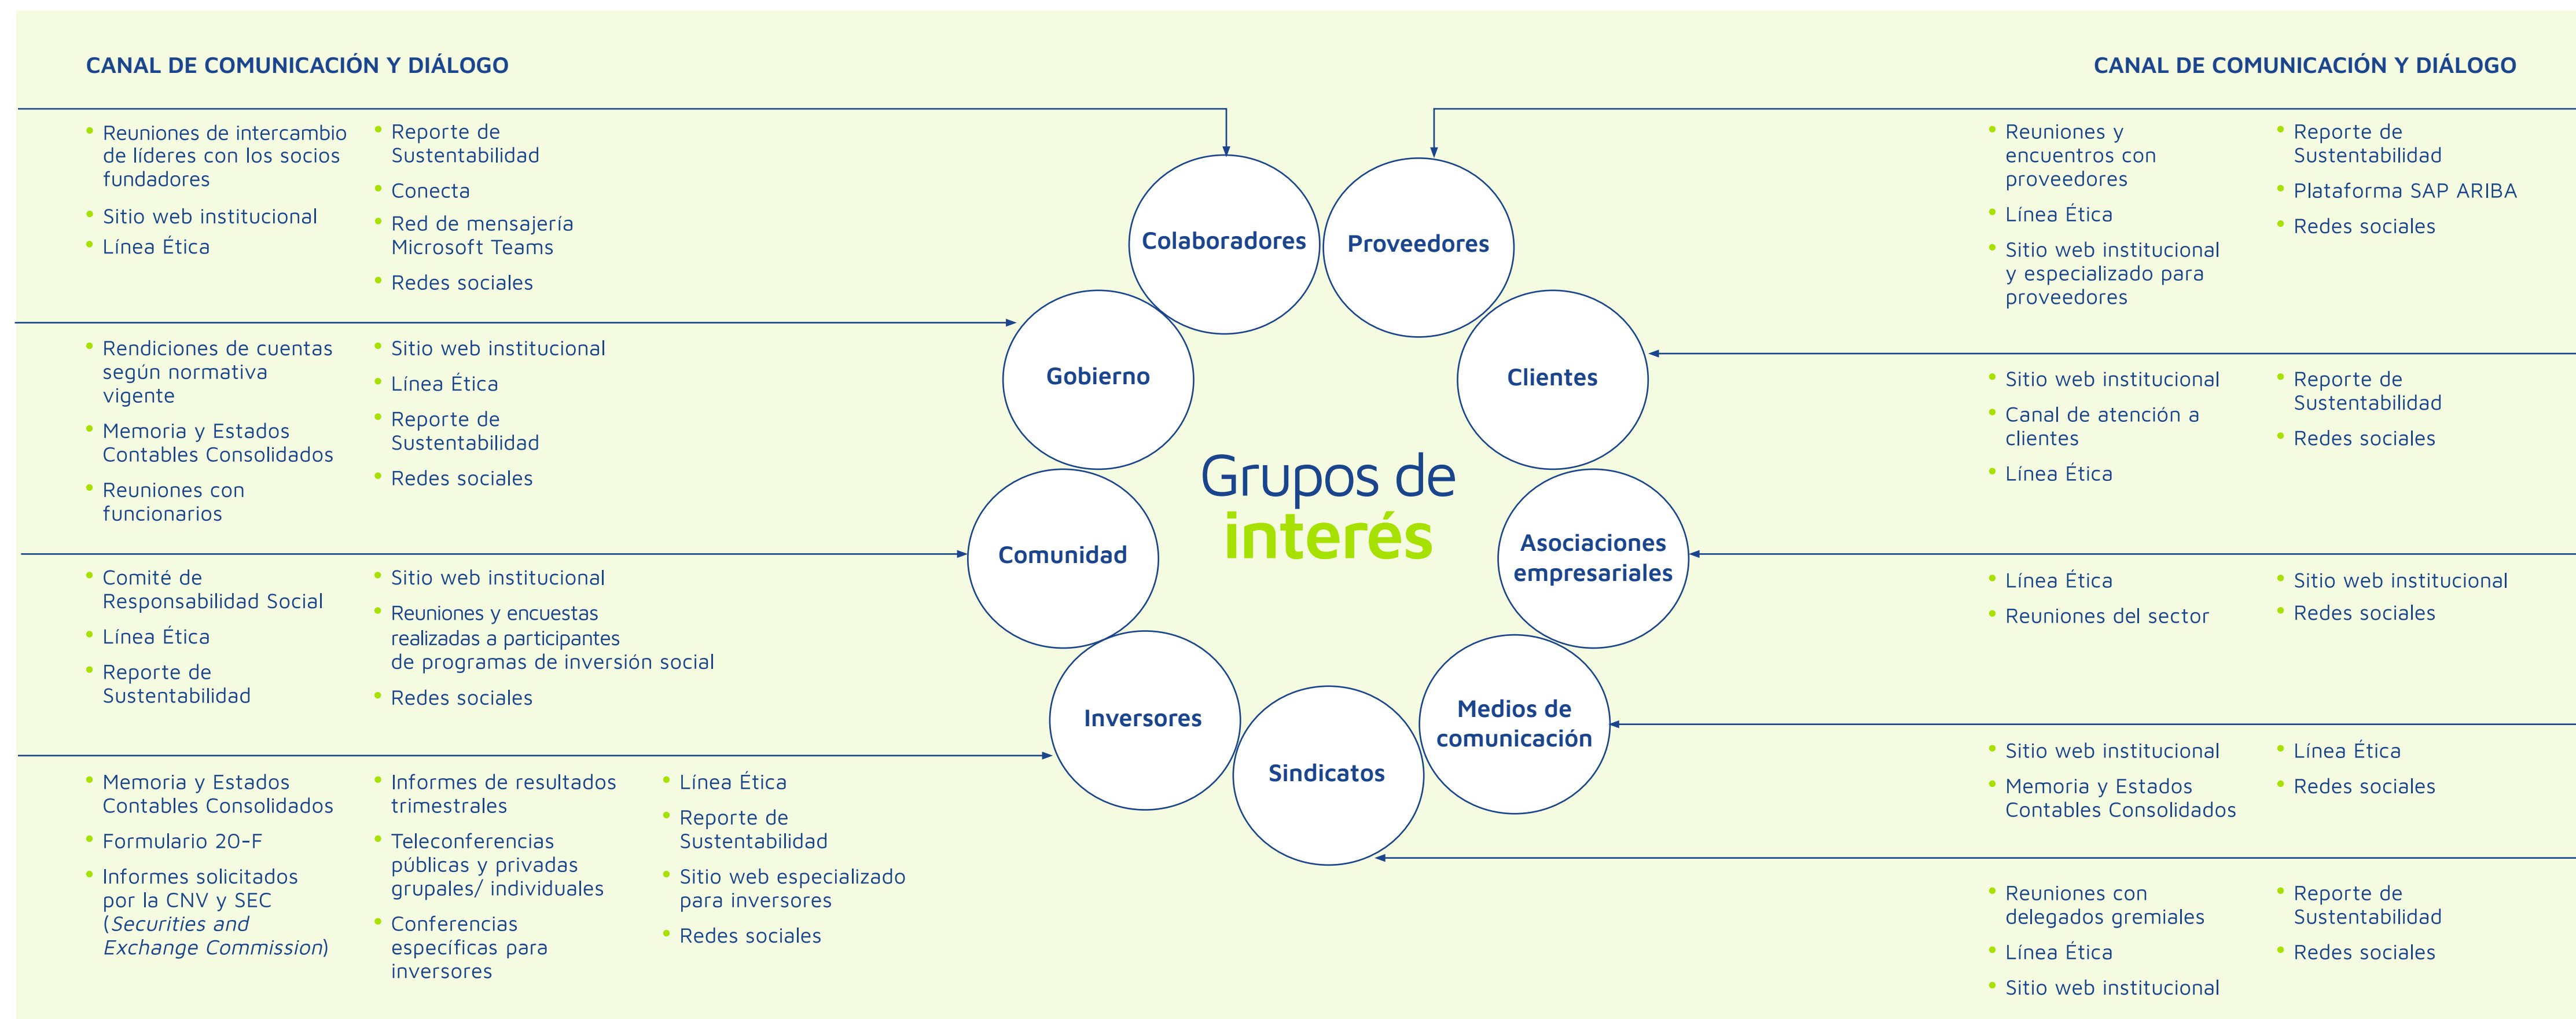 CANAL DE COMUNICACIÓN Y DIÁLOGO
• Reuniones de intercambio
de líderes con los socios
fundadores
• Sitio web institucional
• Línea Ética
• Reporte de
Sustentabilidad
• Conecta
• Red de mensajería
Microsoft Teams
• Redes sociales
• Rendiciones de cuentas
según normativa
vigente
• Memoria y Estados
Contables Consolidados
• Reuniones con
funcionarios
• Sitio web institucional
• Línea Ética
• Reporte de
Sustentabilidad
• Redes sociales
• Comité de
Responsabilidad Social
• Línea Ética
• Reporte de
Sustentabilidad
• Sitio web institucional
• Reuniones y encuestas
realizadas a participantes
de programas de inversión social
• Redes sociales
• Memoria y Estados
Contables Consolidados
• Formulario 20-F
• Informes solicitados
por la CNV y SEC
(Securities and
Exchange Commission)
• Informes de resultados
trimestrales
• Teleconferencias
públicas y privadas
grupales/ individuales
• Conferencias
específicas para
inversores
• Línea Ética
• Reporte de
Sustentabilidad
• Sitio web especializado
para inversores
• Redes sociales
Colaboradores
Proveedores
Gobierno
Clientes
Grupos de
interés
Comunidad
Asociaciones
empresariales
Inversores
Medios de
comunicación
Sindicatos
CANAL DE COMUNICACIÓN Y DIÁLOGO
• Reuniones y
encuentros con
proveedores
• Línea Ética
• Sitio web institucional
y especializado para
proveedores
• Reporte de
Sustentabilidad
• Plataforma SAP ARIBA
• Redes sociales
• Sitio web institucional
• Canal de atención a
clientes
• Línea Ética
• Reporte de
Sustentabilidad
• Redes sociales
• Línea Ética
• Reuniones del sector
• Sitio web institucional
• Redes sociales
• Sitio web institucional
• Memoria y Estados
Contables Consolidados
• Línea Ética
• Redes sociales
• Reuniones con
delegados gremiales
• Línea Ética
• Sitio web institucional
• Reporte de
Sustentabilidad
• Redes sociales